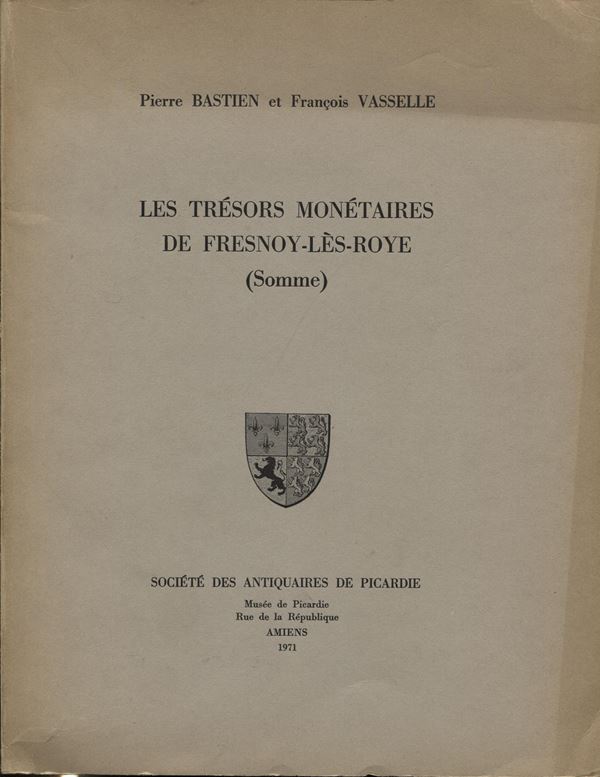 Pierre BASTIEN et François VASSELLE
LES TRÉSORS MONÉTAIRES
DE FRESNOY-LÈS-ROYE
(Somme)
SOCIÉTÉ DES ANTIQUAIRES DE PICARDIE
Musée de Picardie
Rue de la République
AMIENS
1971